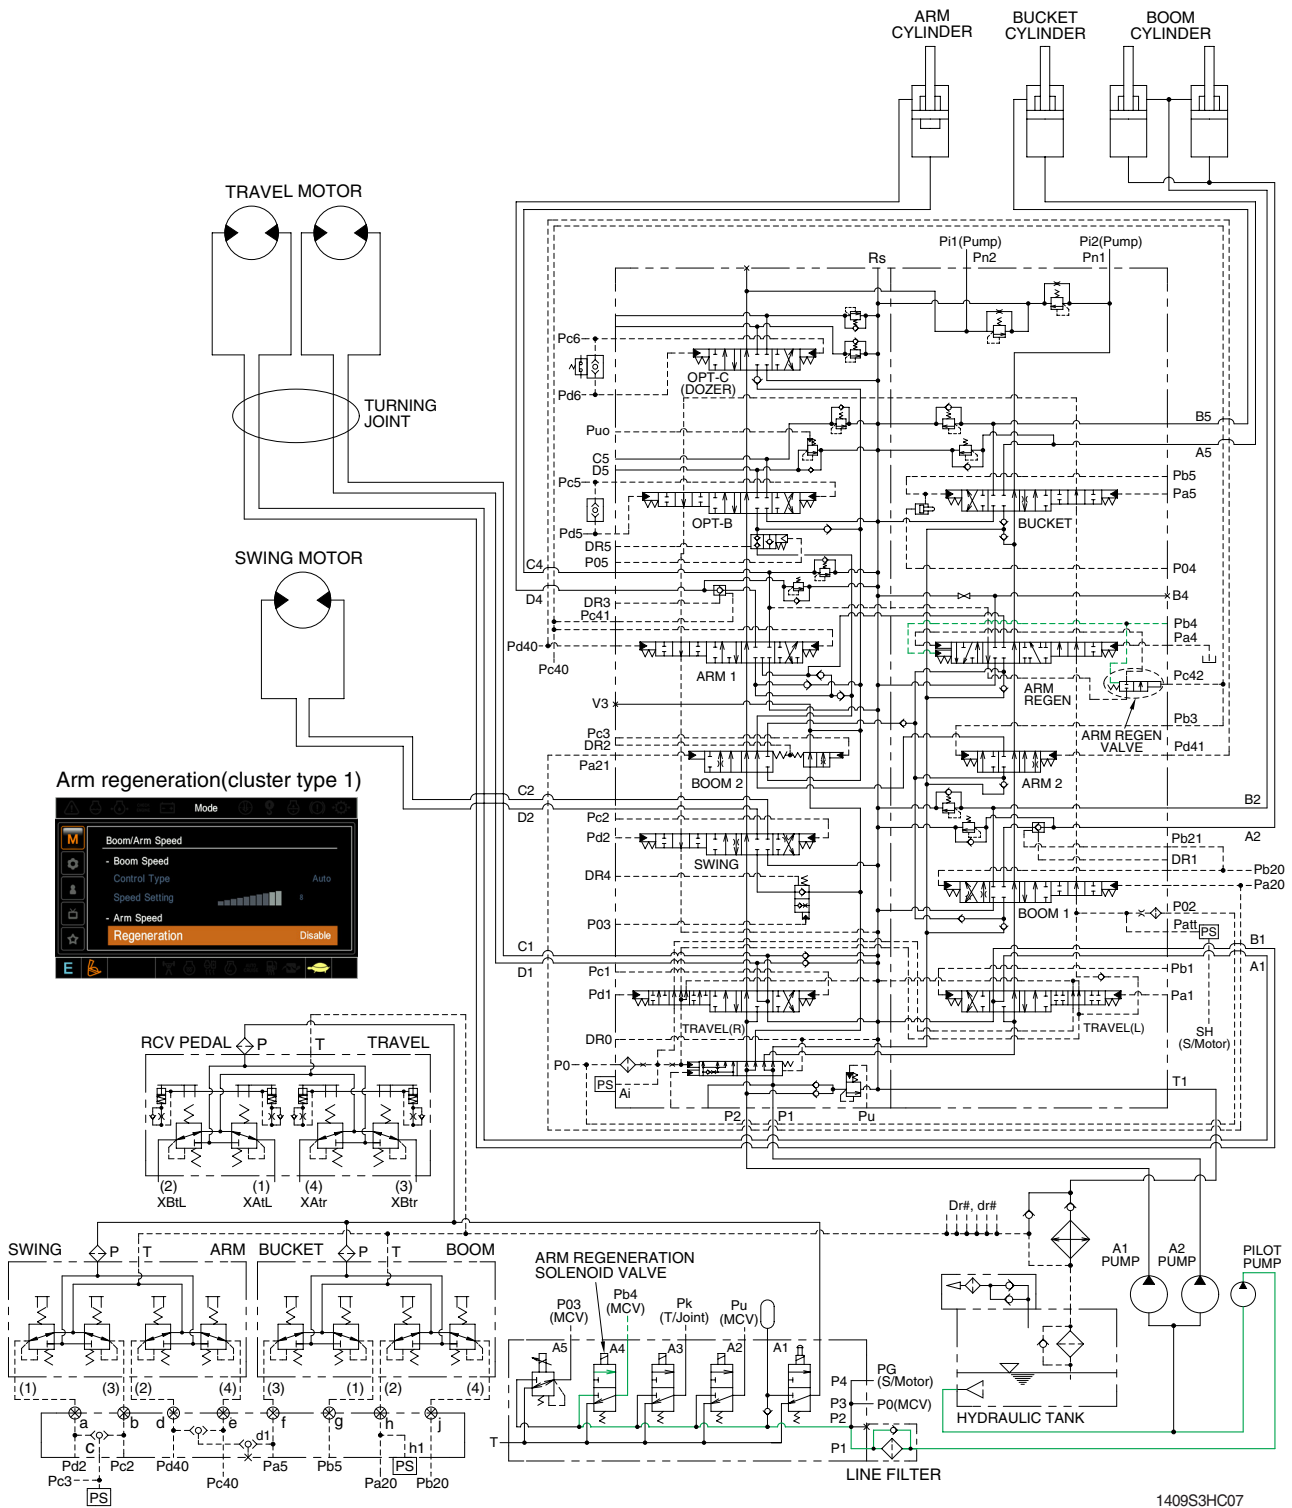 ARM
CYLINDER
BUCKET
CYLINDER
BOOM
CYLINDER
TRAVEL MOTOR
TURNING
JOINT
SWING MOTOR
Pi1(Pump)
Pn2
Pi2(Pump)
Pn1
Rs
Pc6
OPT-C
(DOZER)
Pd6
Puo
C5
D5
Pc5
OPT-B
Pd5
DR5
P05
C4
D4
DR3
Pc41
Pd40
Pc40
ARM 1
V3
Pc3
DR2
Pa21
BOOM 2
C2
D2
Pc2
Pd2
SWING
DR4
P03
C1
D1
Pc1
Pd1
TRAVEL(R)
DR0
P0
PS
Ai
P2
P1
Pu
B5
A5
Pb5
Pa5
BUCKET
P04
B4
Pb4
Pa4
Pc42
ARM
REGEN
ARM REGEN
VALVE
Pb3
Pd41
ARM 2
B2
A2
Pb21
DR1
Pb20
Pa20
BOOM 1
P02
Patt
PS
B1
A1
Pb1
Pa1
TRAVEL(L)
SH
(S/Motor)
T1
Arm regeneration(cluster type 1)
Mode
M
Boom/Arm Speed
- Boom Speed
Control Type
Auto
Speed Setting
8
- Arm Speed
Regeneration
Disable
E
RCV PEDAL
P
T
TRAVEL
(2)
XBtL
(1)
XAtL
(4)
XAtr
(3)
XBtr
SWING
P
T
ARM
BUCKET
P
T
BOOM
(1)
(3)
(2)
(4)
(3)
(1)
(2)
(4)
a
b
d
e
f
g
h
j
c
d1
h1
Pd2
Pc2
Pd40
Pa5
Pb5
PS
Pc3
Pc40
Pa20
Pb20
PS
ARM REGENERATION
SOLENOID VALVE
P03
(MCV)
Pb4
(MCV)
Pk
(T/Joint)
Pu
(MCV)
A5
A4
A3
A2
A1
T
P4
PG
(S/Motor)
P3
P0(MCV)
P2
P1
LINE FILTER
Dr#, dr#
A1
PUMP
A2
PUMP
PILOT
PUMP
HYDRAULIC TANK
1409S3HC07